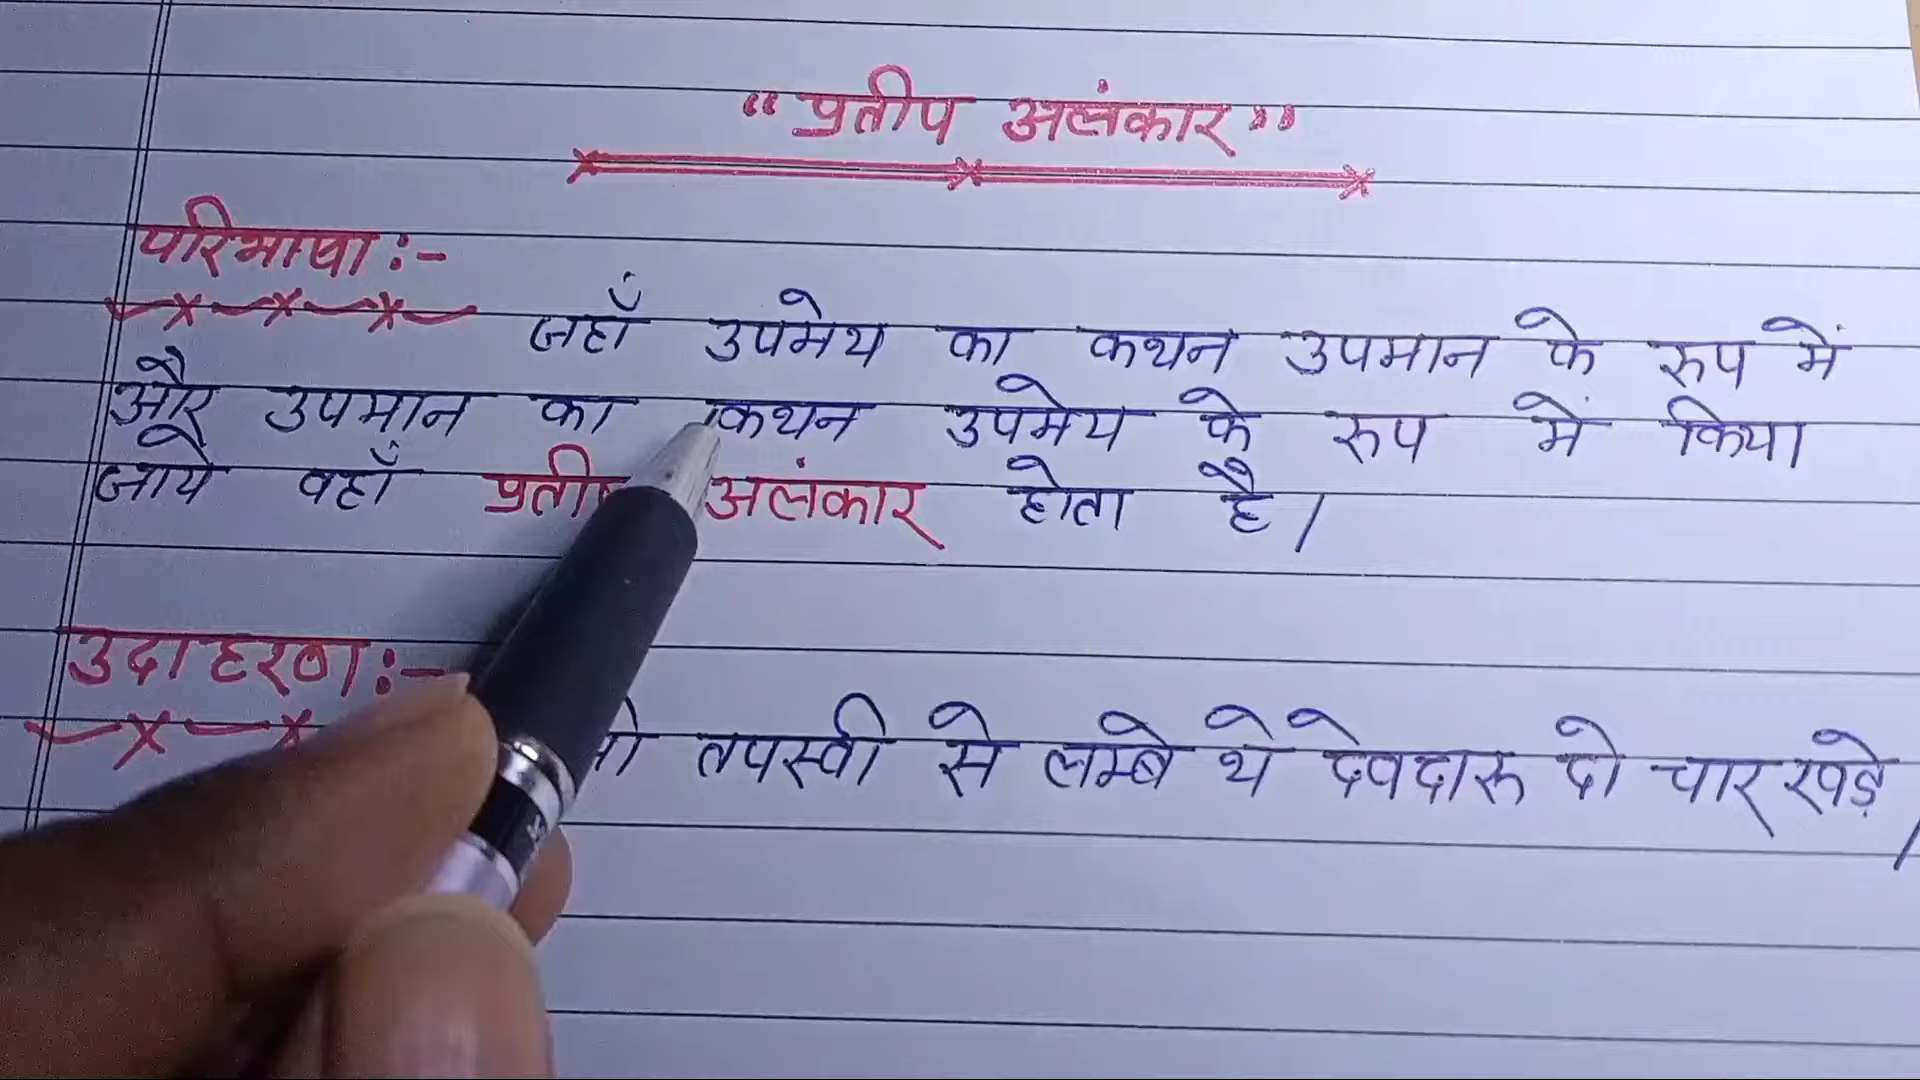 “प्रतीप अलंकार”
परिभाषा:-
जहाँ उपमेय का कथन उपमान के रुप में
और उपमान का कथन उपमेय के रुप में किया
जाये वहाँ प्रतीप अलंकार होता है।
उदाहरण:-
तपस्वी से लम्बे थे देवदारू दो चार खड़े।